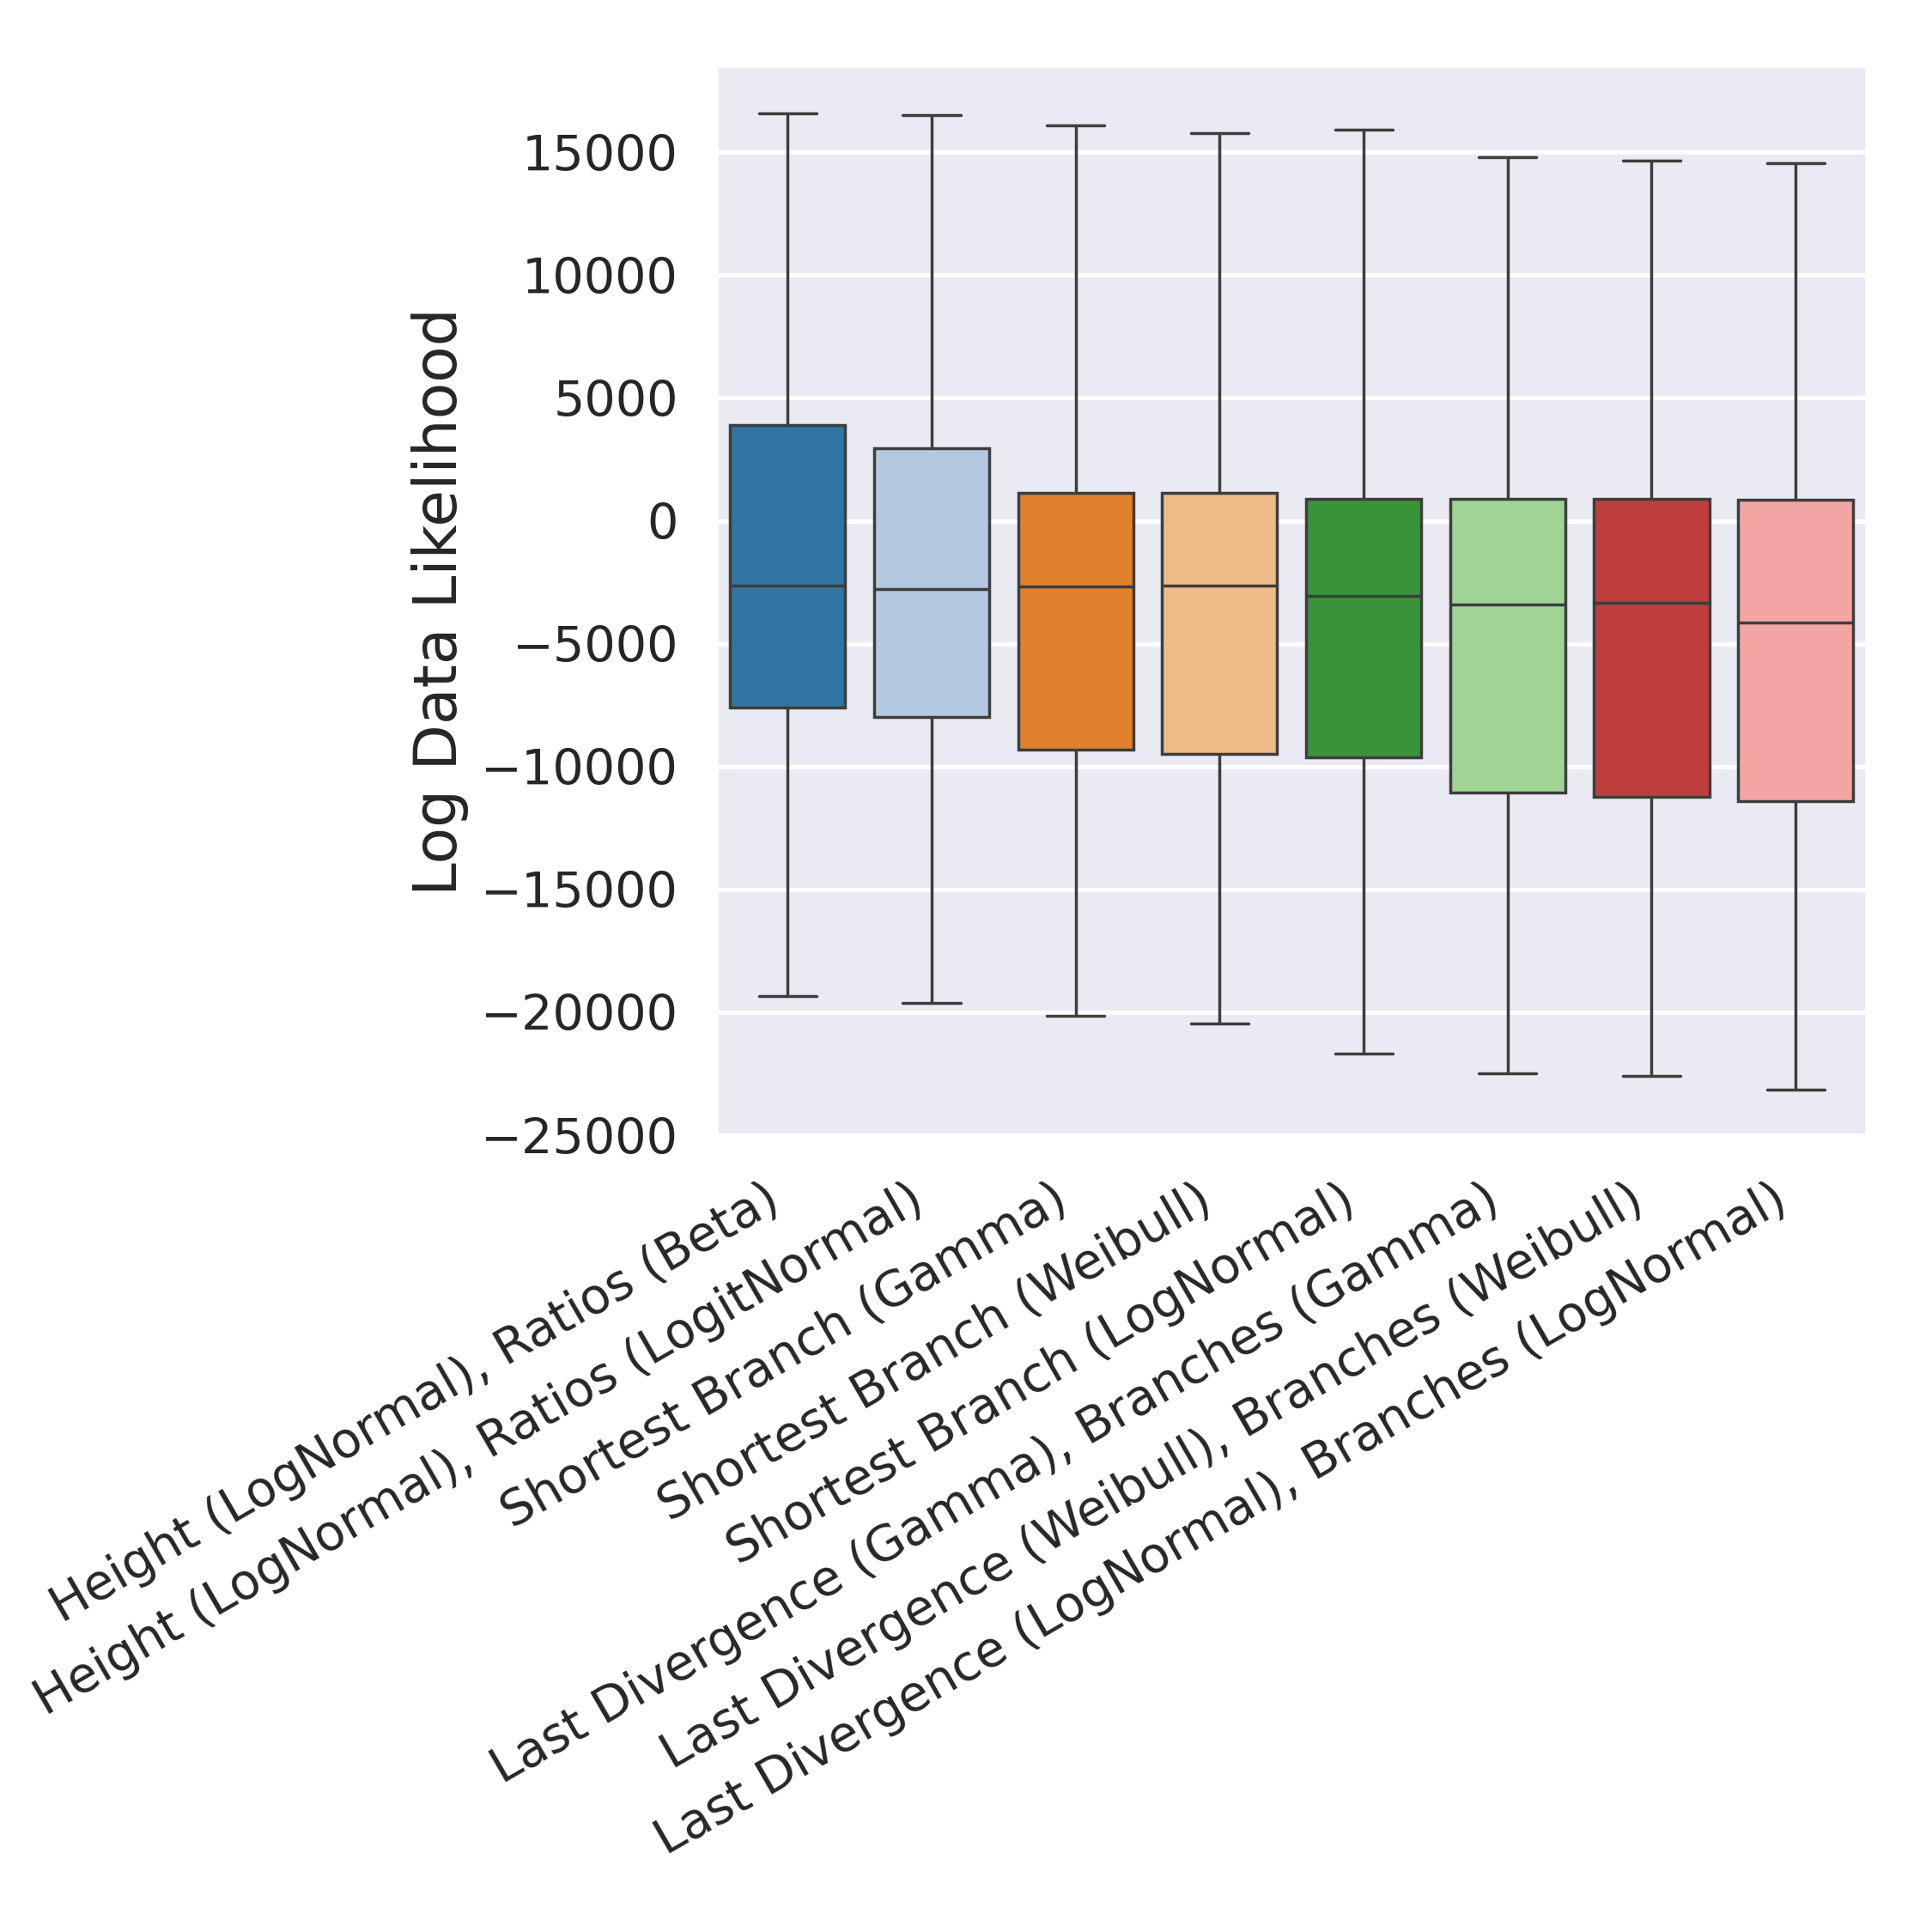 Log Data Likelihood
15000
10000
5000
0
−5000
−10000
−15000
−20000
−25000
Height (LogNormal), Ratios (Beta)
Height (LogNormal), Ratios (LogitNormal)
Shortest Branch (Gamma)
Shortest Branch (Weibull)
Shortest Branch (LogNormal)
Last Divergence (Gamma), Branches (Gamma)
Last Divergence (Weibull), Branches (Weibull)
Last Divergence (LogNormal), Branches (LogNormal)